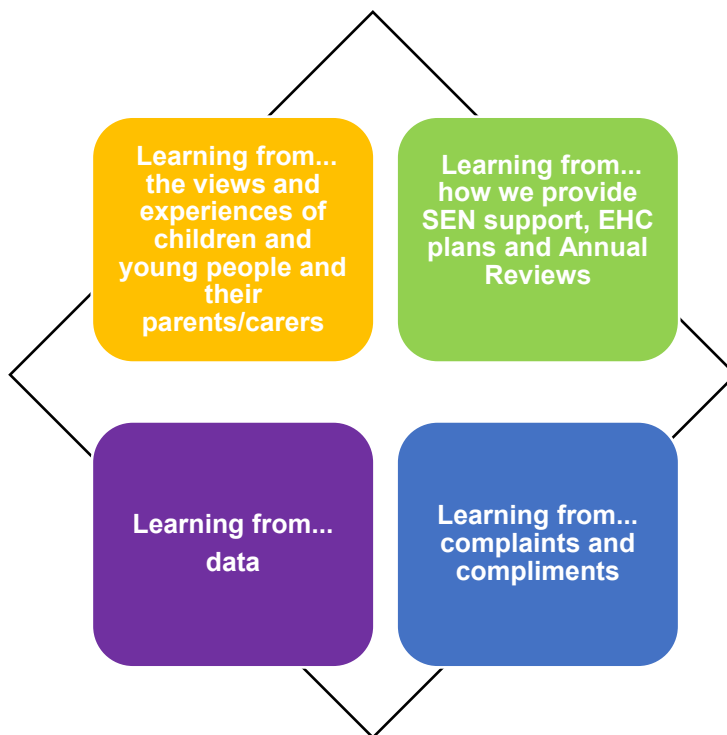 Learning from...
the views and
experiences of
children and
young people and
their
parents/carers
Learning from...
how we provide
SEN support, EHC
plans and Annual
Reviews
Learning from...
data
Learning from...
complaints and
compliments